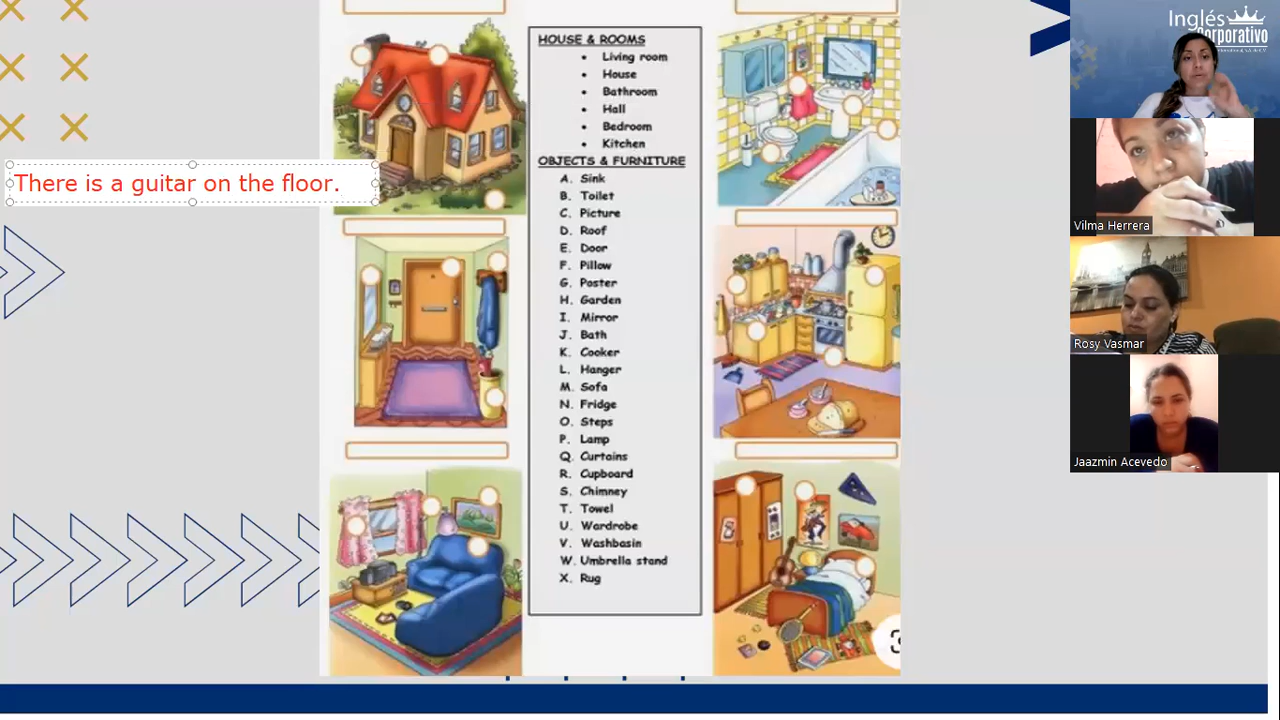 There is a guitar on the floor.
HOUSE & ROOMS
• Living room
• House
• Bathroom
• Hall
• Bedroom
• Kitchen
OBJECTS & FURNITURE
A. Sink
B. Toilet
C. Picture
D. Roof
E. Door
F. Pillow
G. Poster
H. Garden
I. Mirror
J. Bath
K. Cooker
L. Hanger
M. Sofa
N. Fridge
O. Steps
P. Lamp
Q. Curtains
R. Cupboard
S. Chimney
T. Towel
U. Wardrobe
V. Washbasin
W. Umbrella stand
X. Rug
Inglés
Corporativo
Vilma Herrera
Rosy Vasmar
Jaazmin Acevedo